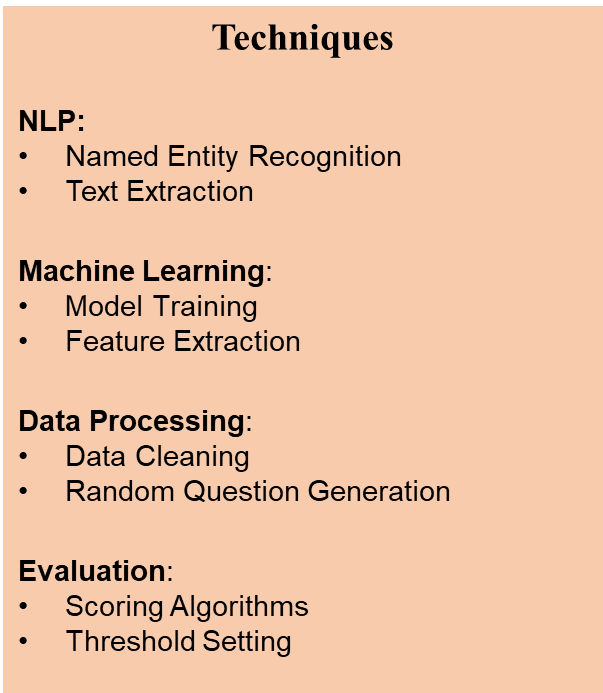 Techniques
NLP:
• Named Entity Recognition
• Text Extraction
Machine Learning:
• Model Training
• Feature Extraction
Data Processing:
• Data Cleaning
• Random Question Generation
Evaluation:
• Scoring Algorithms
• Threshold Setting